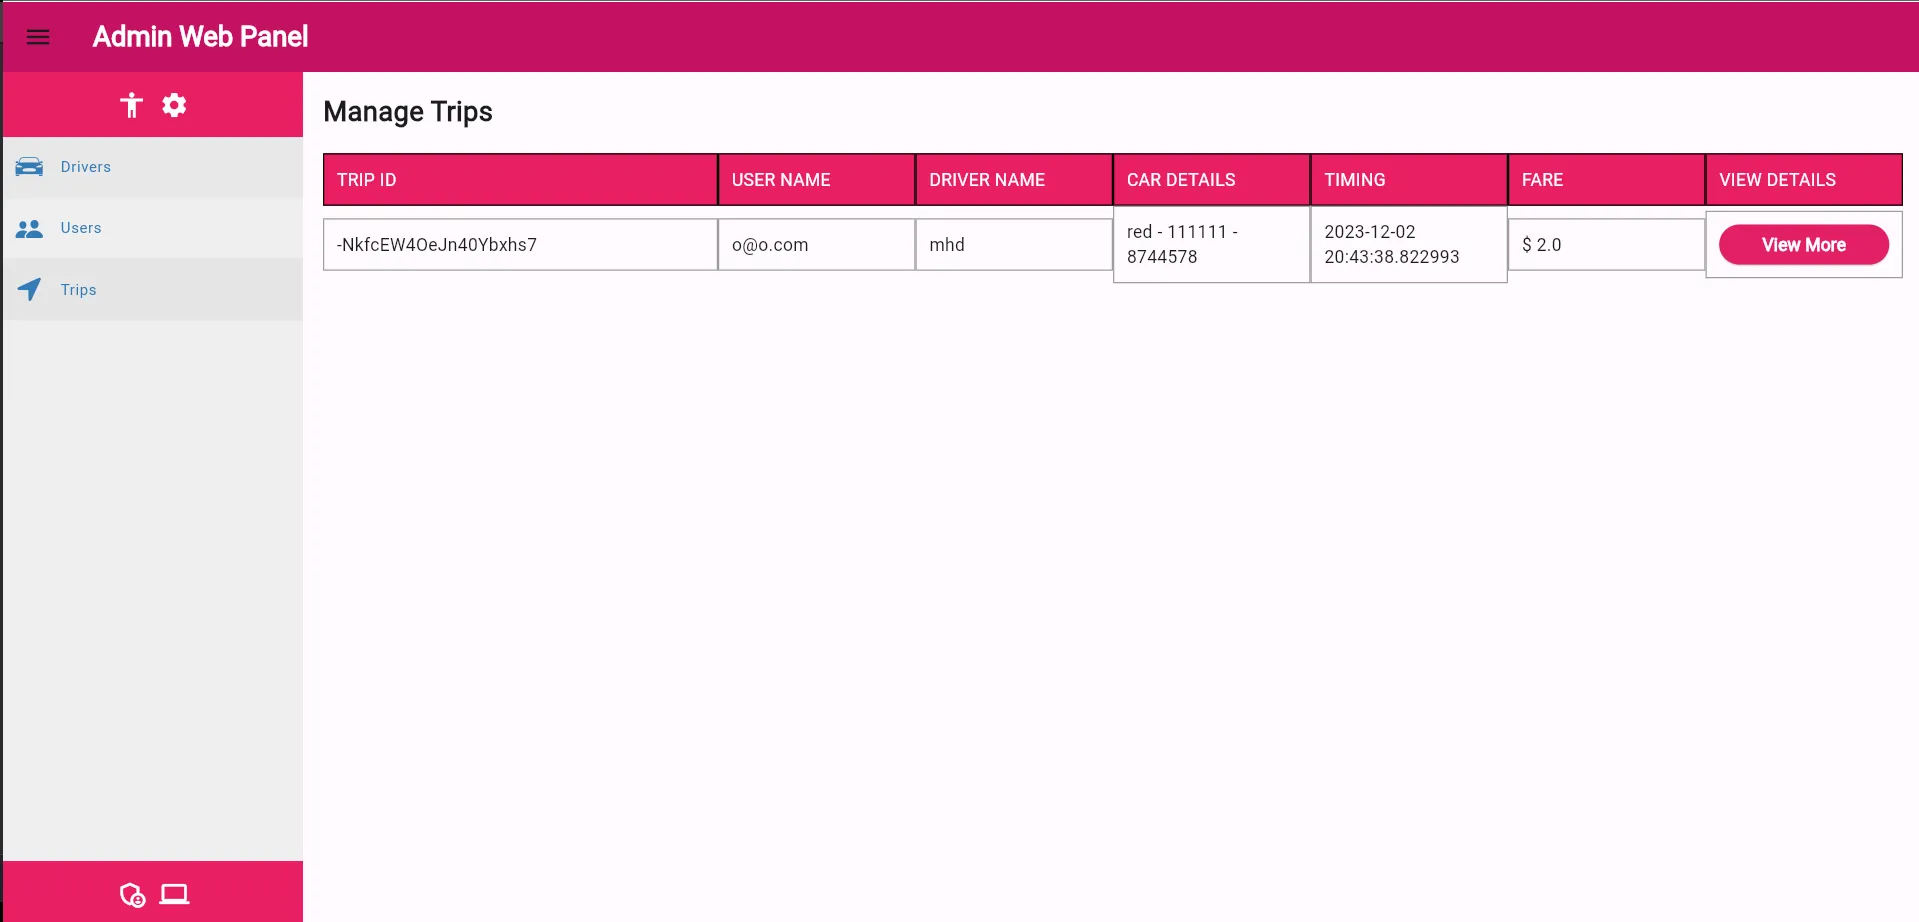 Admin Web Panel
Drivers
Users
Trips
Manage Trips
TRIP ID USER NAME DRIVER NAME CAR DETAILS TIMING FARE VIEW DETAILS
-NkfcEW4OeJn40Ybxhs7 o@o.com mhd red - 111111 - 2023-12-02 $ 2.0 View More
8744578 20:43:38.822993